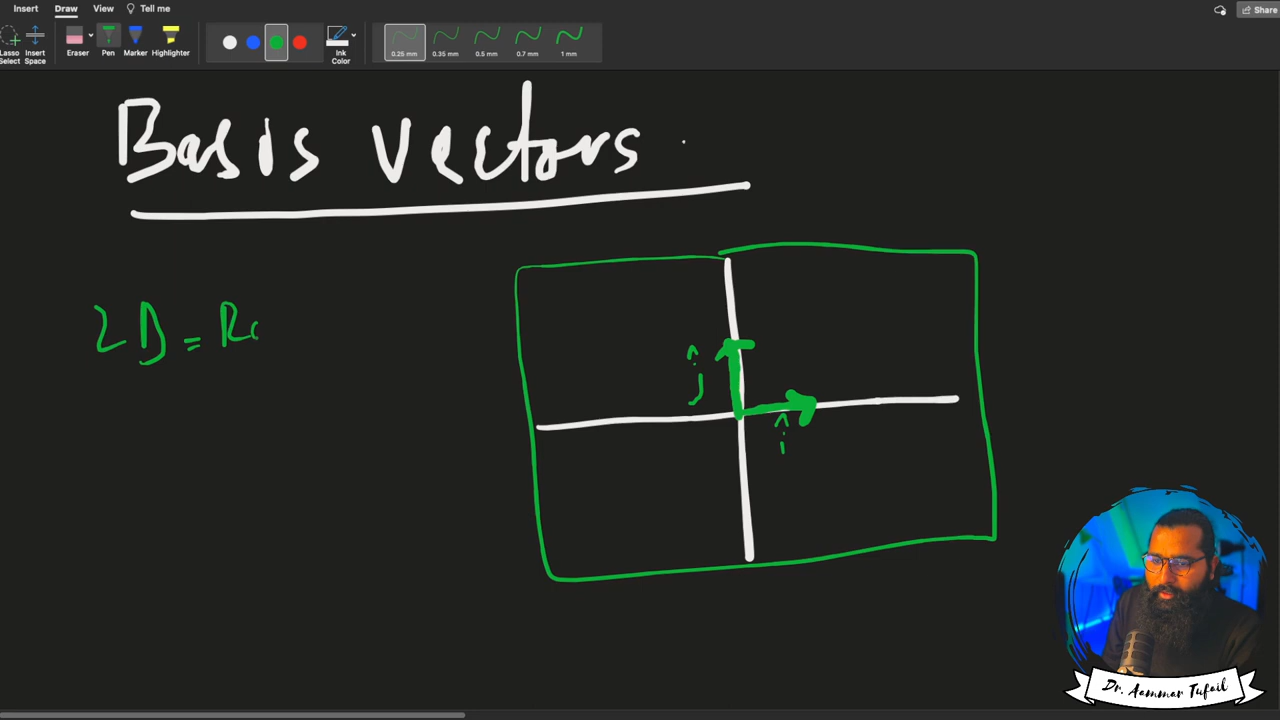 Insert Draw View Tell me
Share
Lasso Select
Insert Space
Eraser
Pen
Marker
Highlighter
Ink Color
0.25 mm
0.35 mm
0.5 mm
0.7 mm
1 mm
Basis vectors
2D =
ĵ
î
Dr. Aammar Tufail